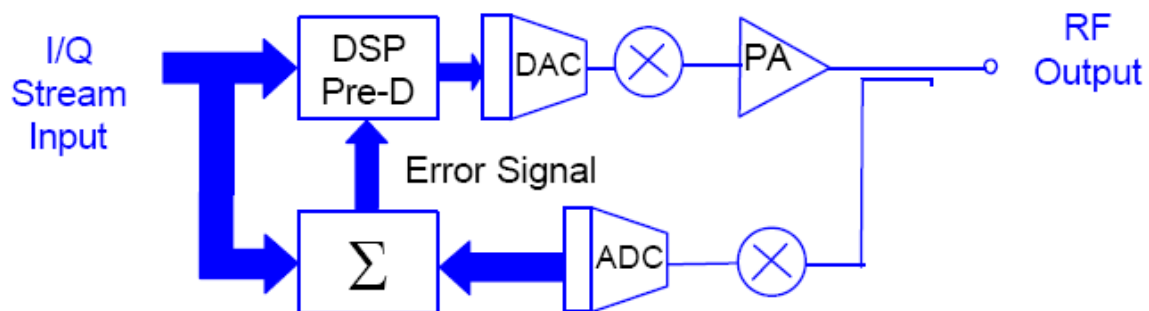 I/Q
Stream
Input
DSP
Pre-D
DAC
PA
RF
Output
Error Signal
Σ
ADC